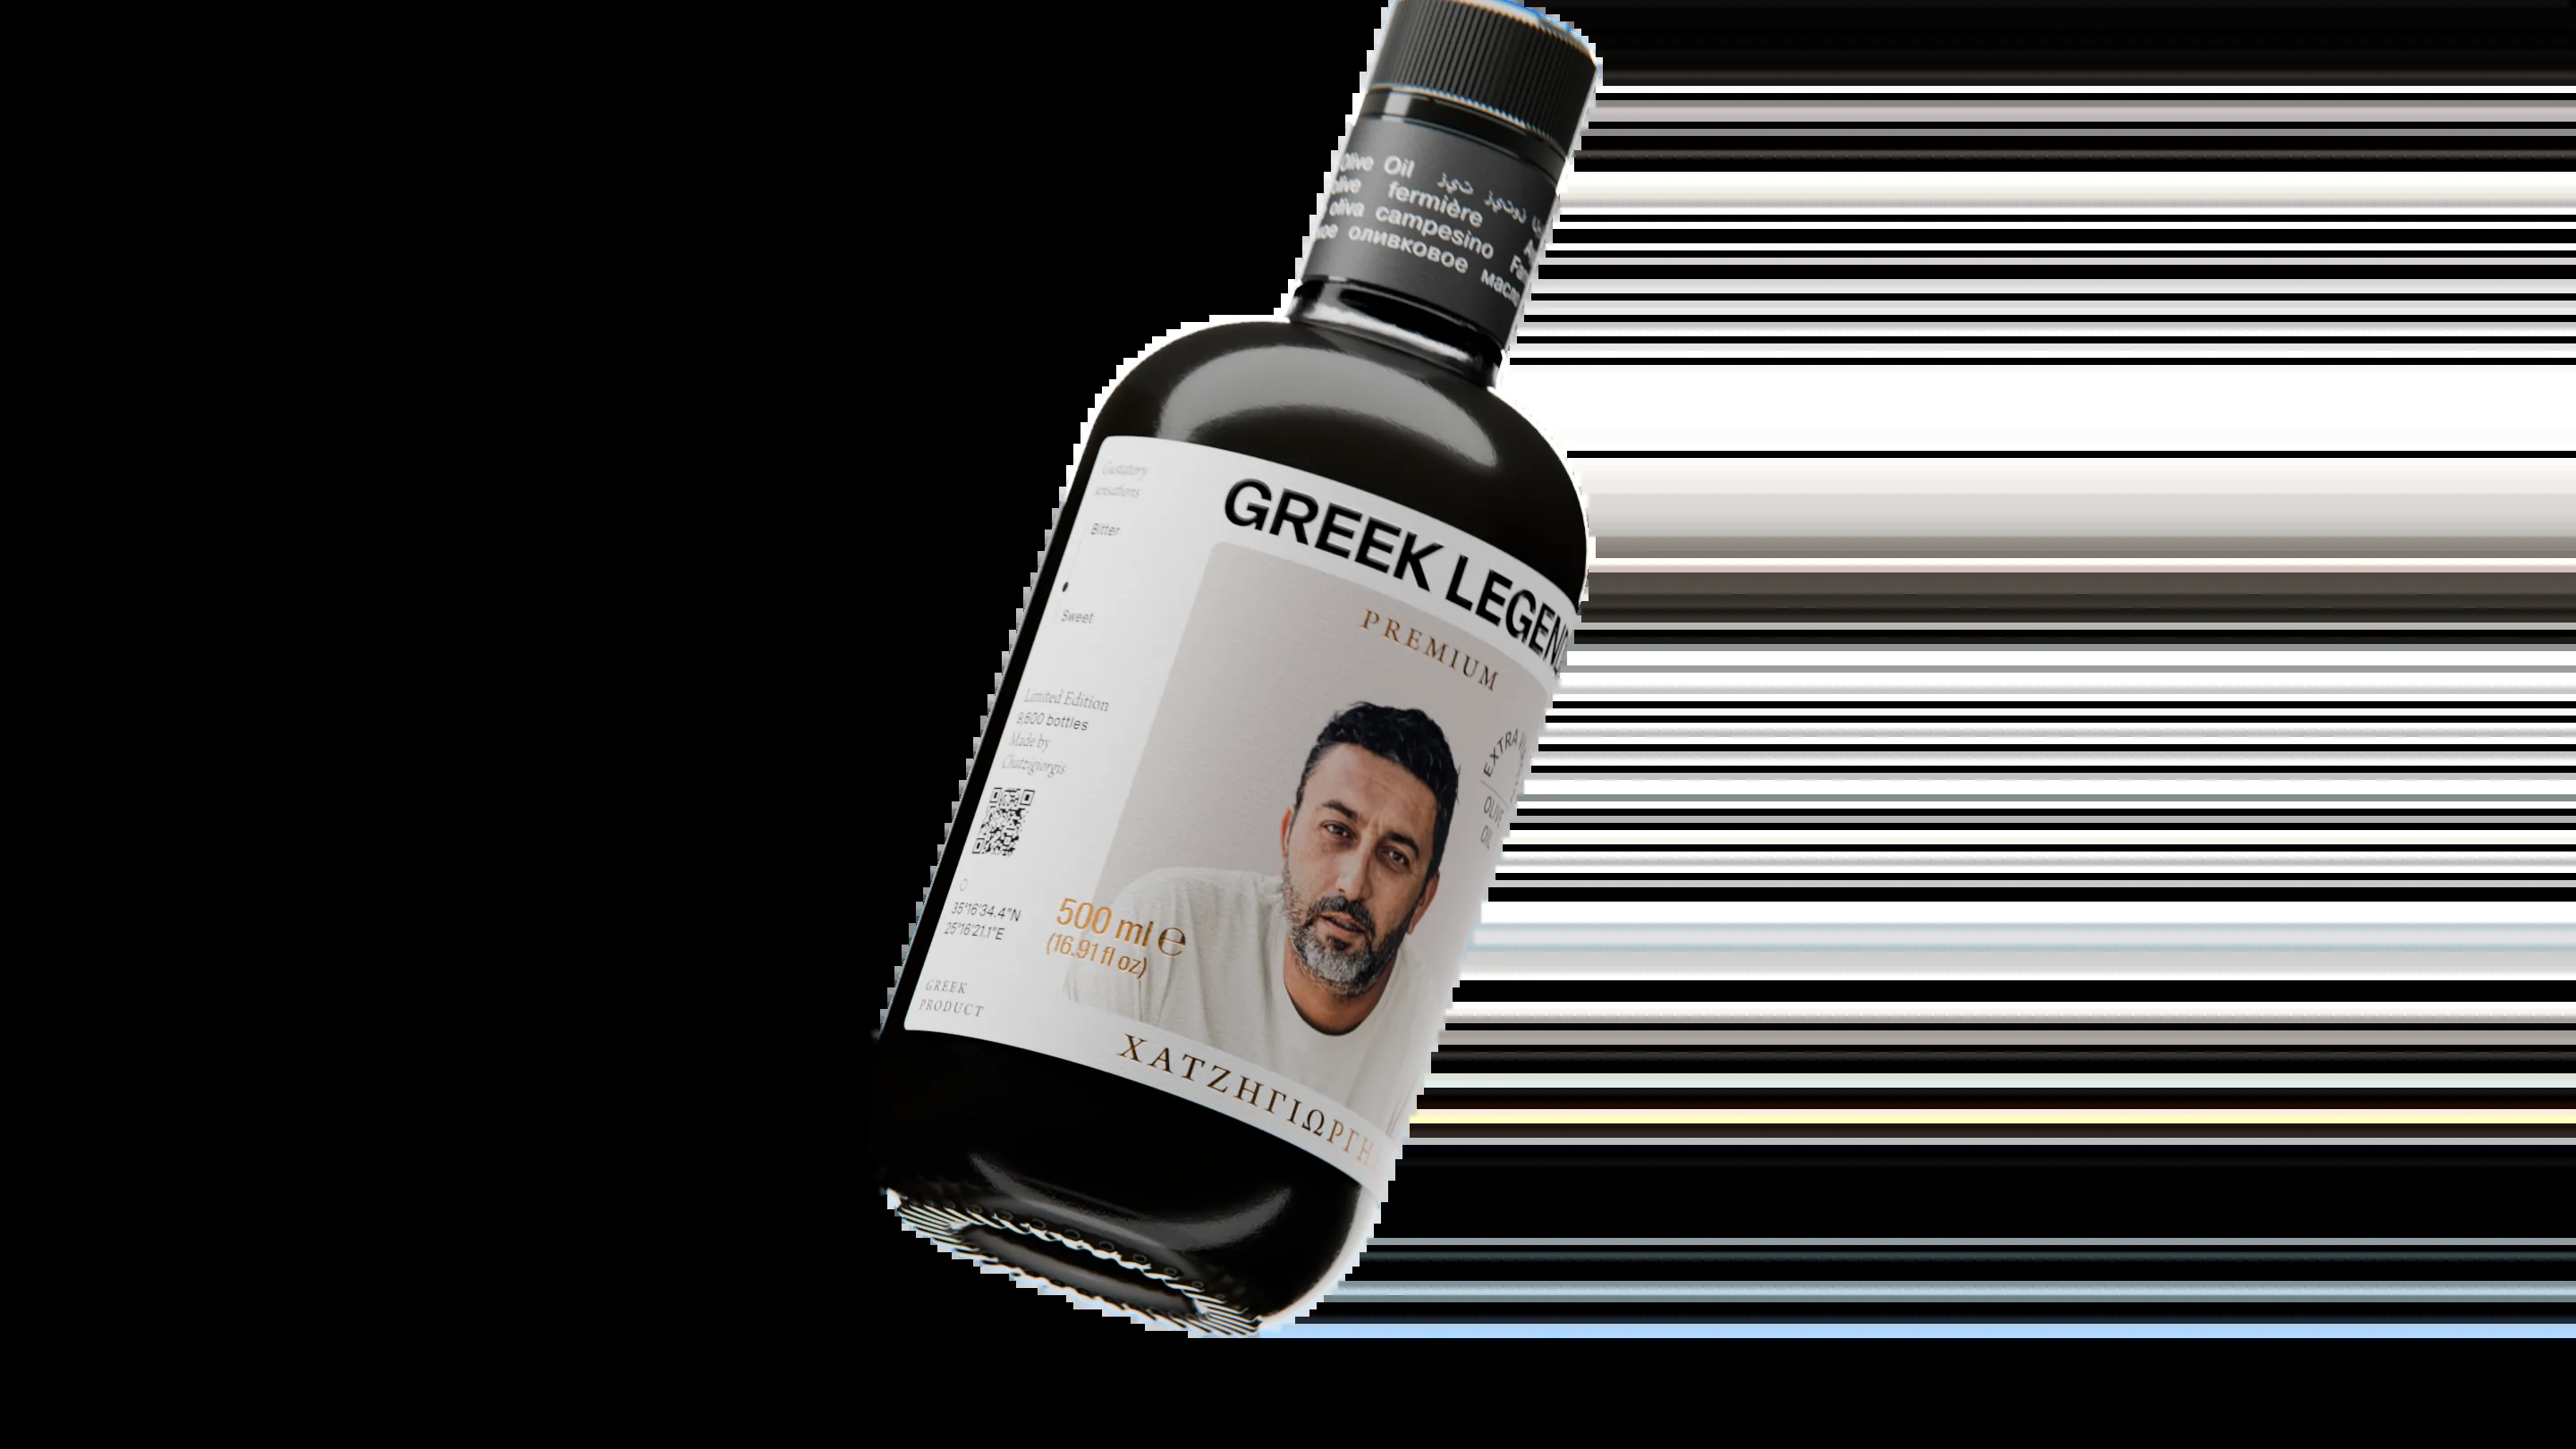 Olive Oil
olive fermière
oliva campesino
оливковое масло
GREEK LEGEN
PREMIUM
Gustatory
sensations
Bitter
Sweet
Limited Edition
9,600 bottles
Made by
Chatzigiorgis
35°16'34.4"N
25°16'21.1"E
GREEK
PRODUCT
500 ml ℮
(16.91 fl oz)
EXTRA
OLIVE
OIL
ΧΑΤΖΗΓΙΩΡΓΗ